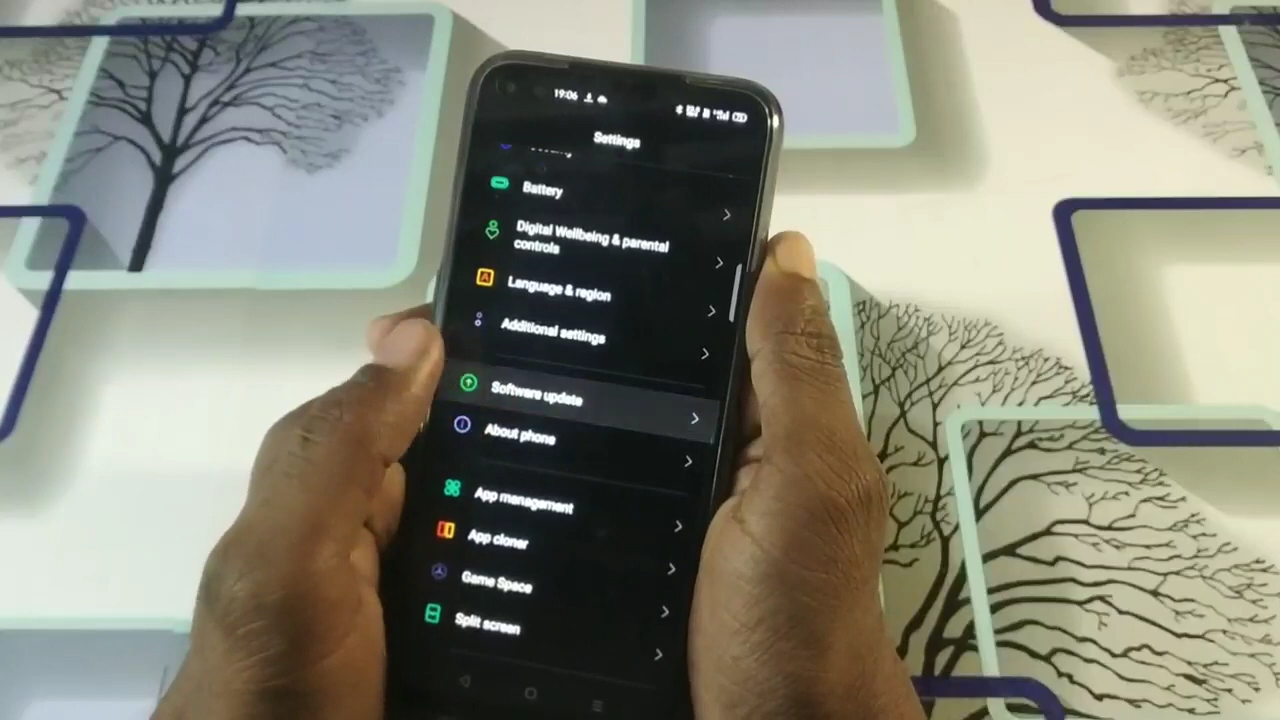 19:06
Settings
Battery
Digital Wellbeing & parental
controls
Language & region
Additional settings
Software update
About phone
App management
App cloner
Game Space
Split screen